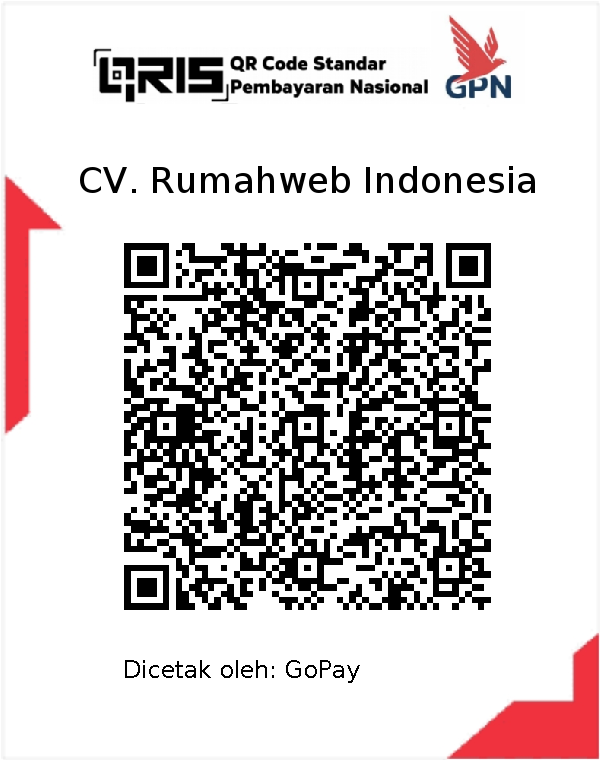 QRIS
QR Code Standar
Pembayaran Nasional
GPN
CV. Rumahweb Indonesia
Dicetak oleh: GoPay